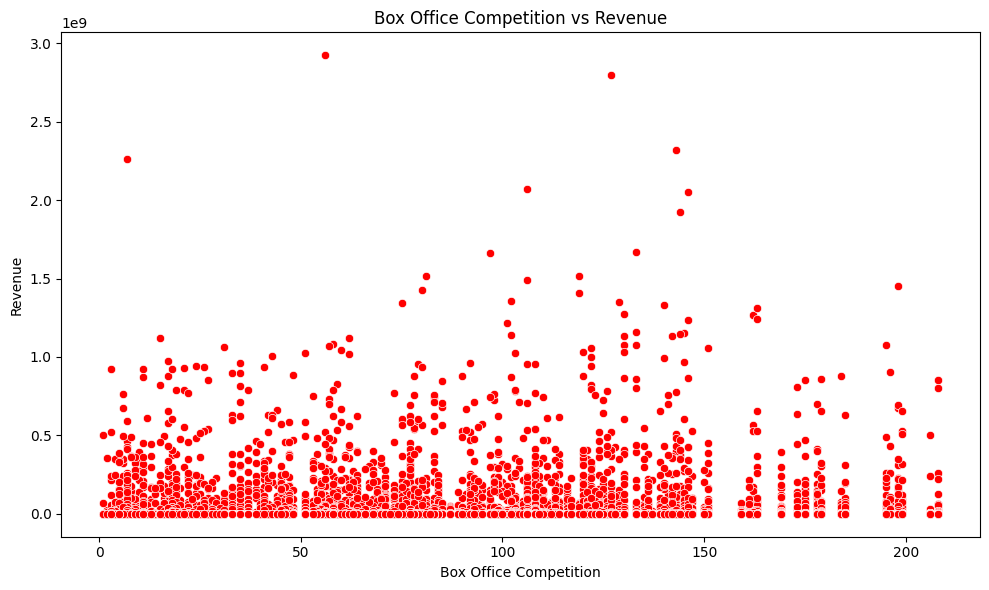 Box Office Competition vs Revenue
1e9
3.0
2.5
2.0
1.5
1.0
0.5
0.0
Revenue
0 50 100 150 200
Box Office Competition